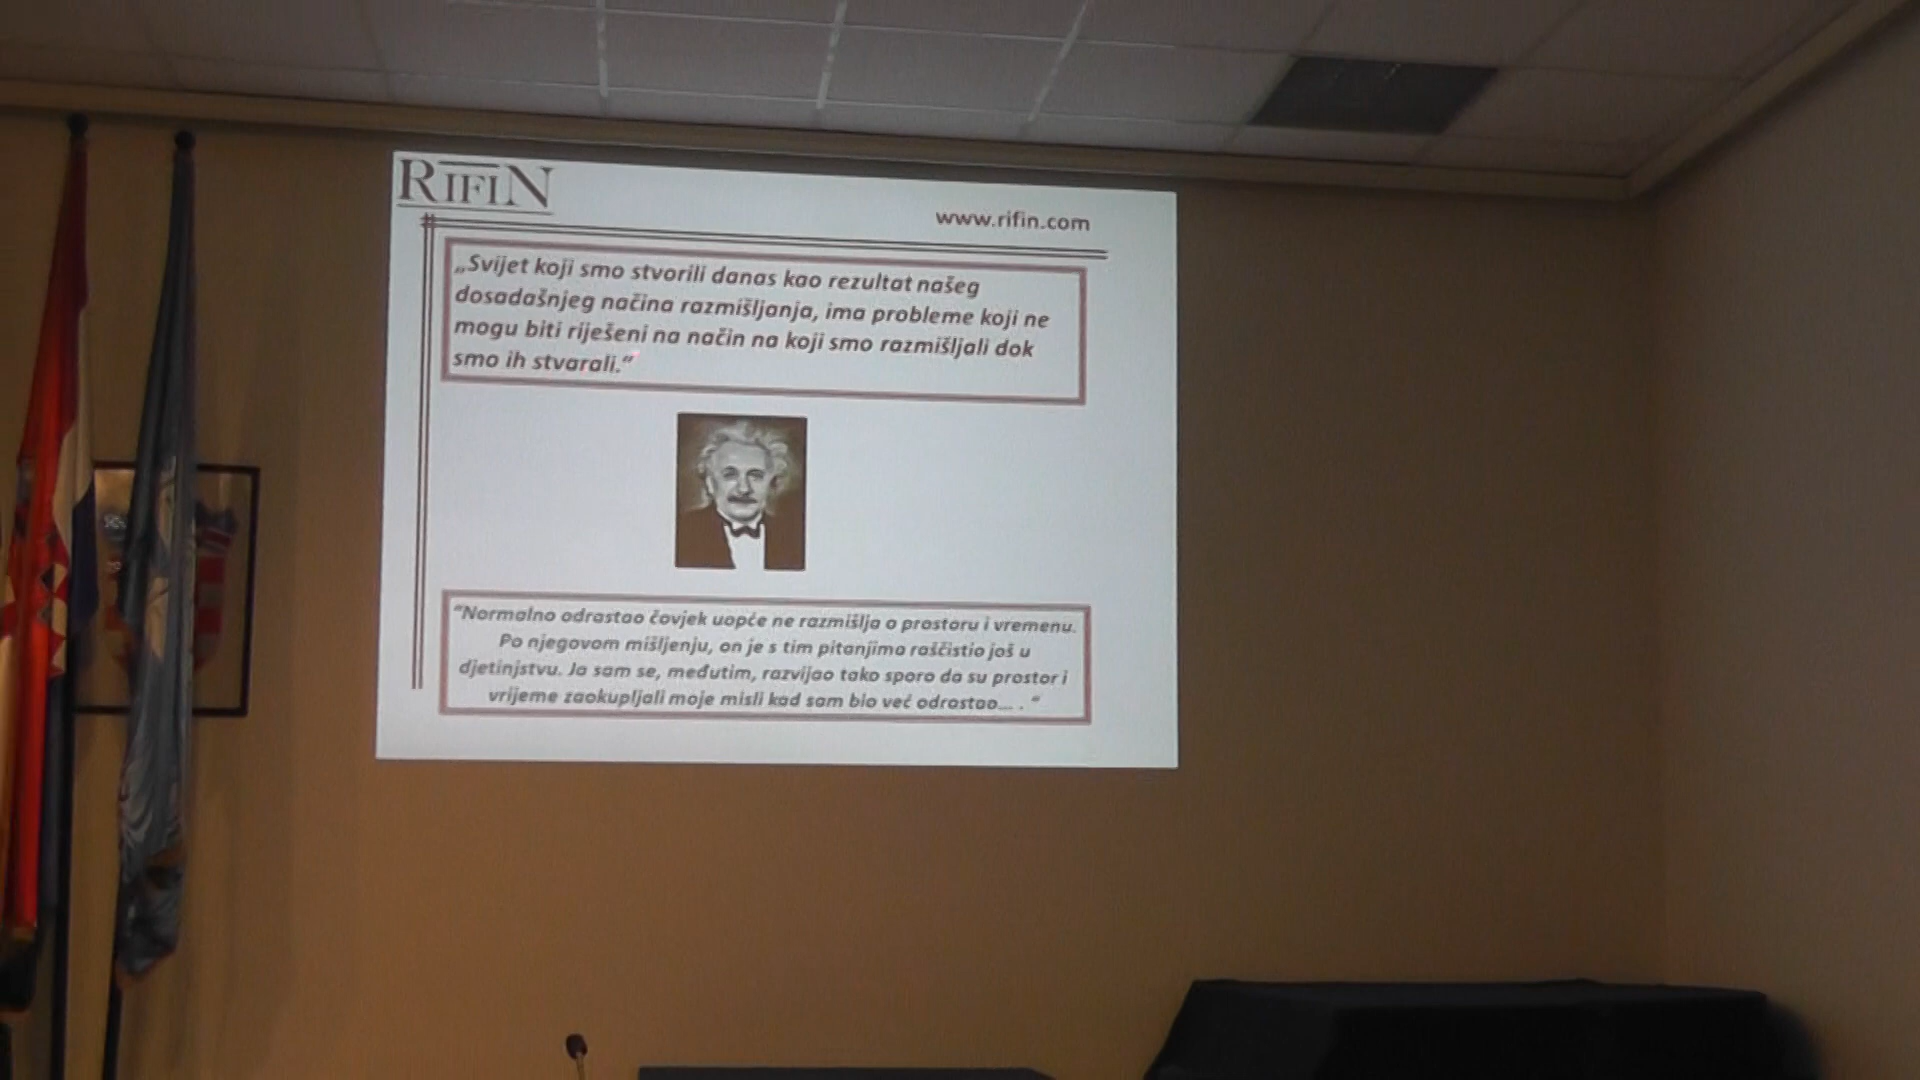 RIFIN
www.rifin.com
„Svijet koji smo stvorili danas kao rezultat našeg
dosadašnjeg načina razmišljanja, ima probleme koji ne
mogu biti riješeni na način na koji smo razmišljali dok
smo ih stvarali.“
“Normalno odrastao čovjek uopće ne razmišlja o prostoru i vremenu.
Po njegovom mišljenju, on je s tim pitanjima raščistio još u
djetinjstvu. Ja sam se, međutim, razvijao tako sporo da su prostor i
vrijeme zaokupljali moje misli kad sam bio već odrastao... . “